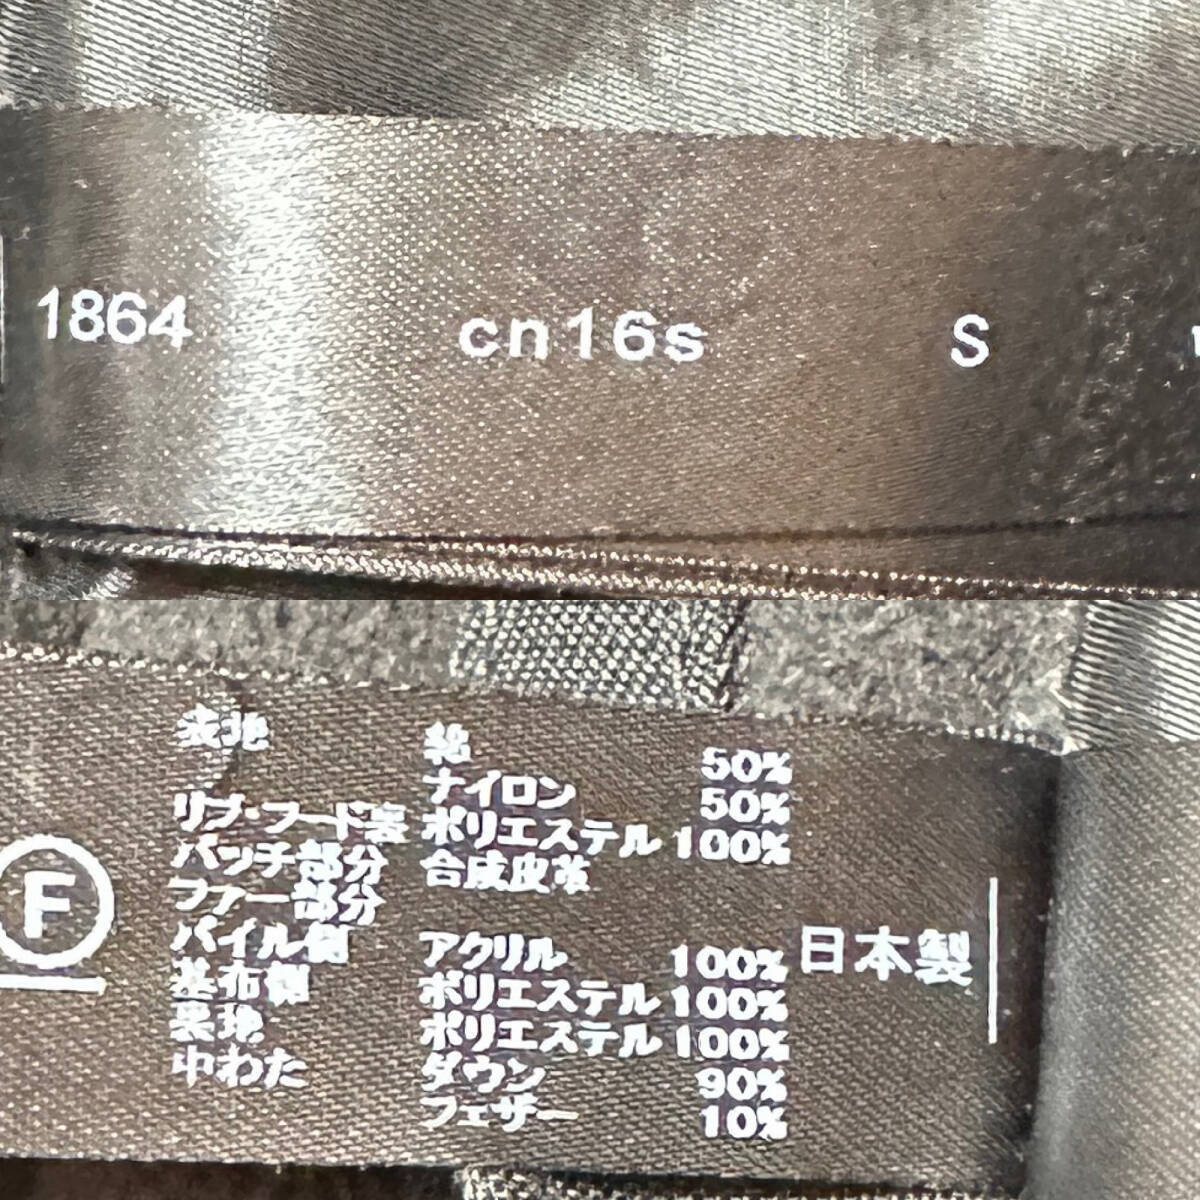 1864 cn16s S
表地 綿 50%
ナイロン 50%
リブ・フード裏 ポリエステル 100%
パッチ部分 合成皮革
ファー部分
パイル側 アクリル 100%
基布側 ポリエステル 100%
裏地 ポリエステル 100%
中わた ダウン 90%
フェザー 10%
F
日本製